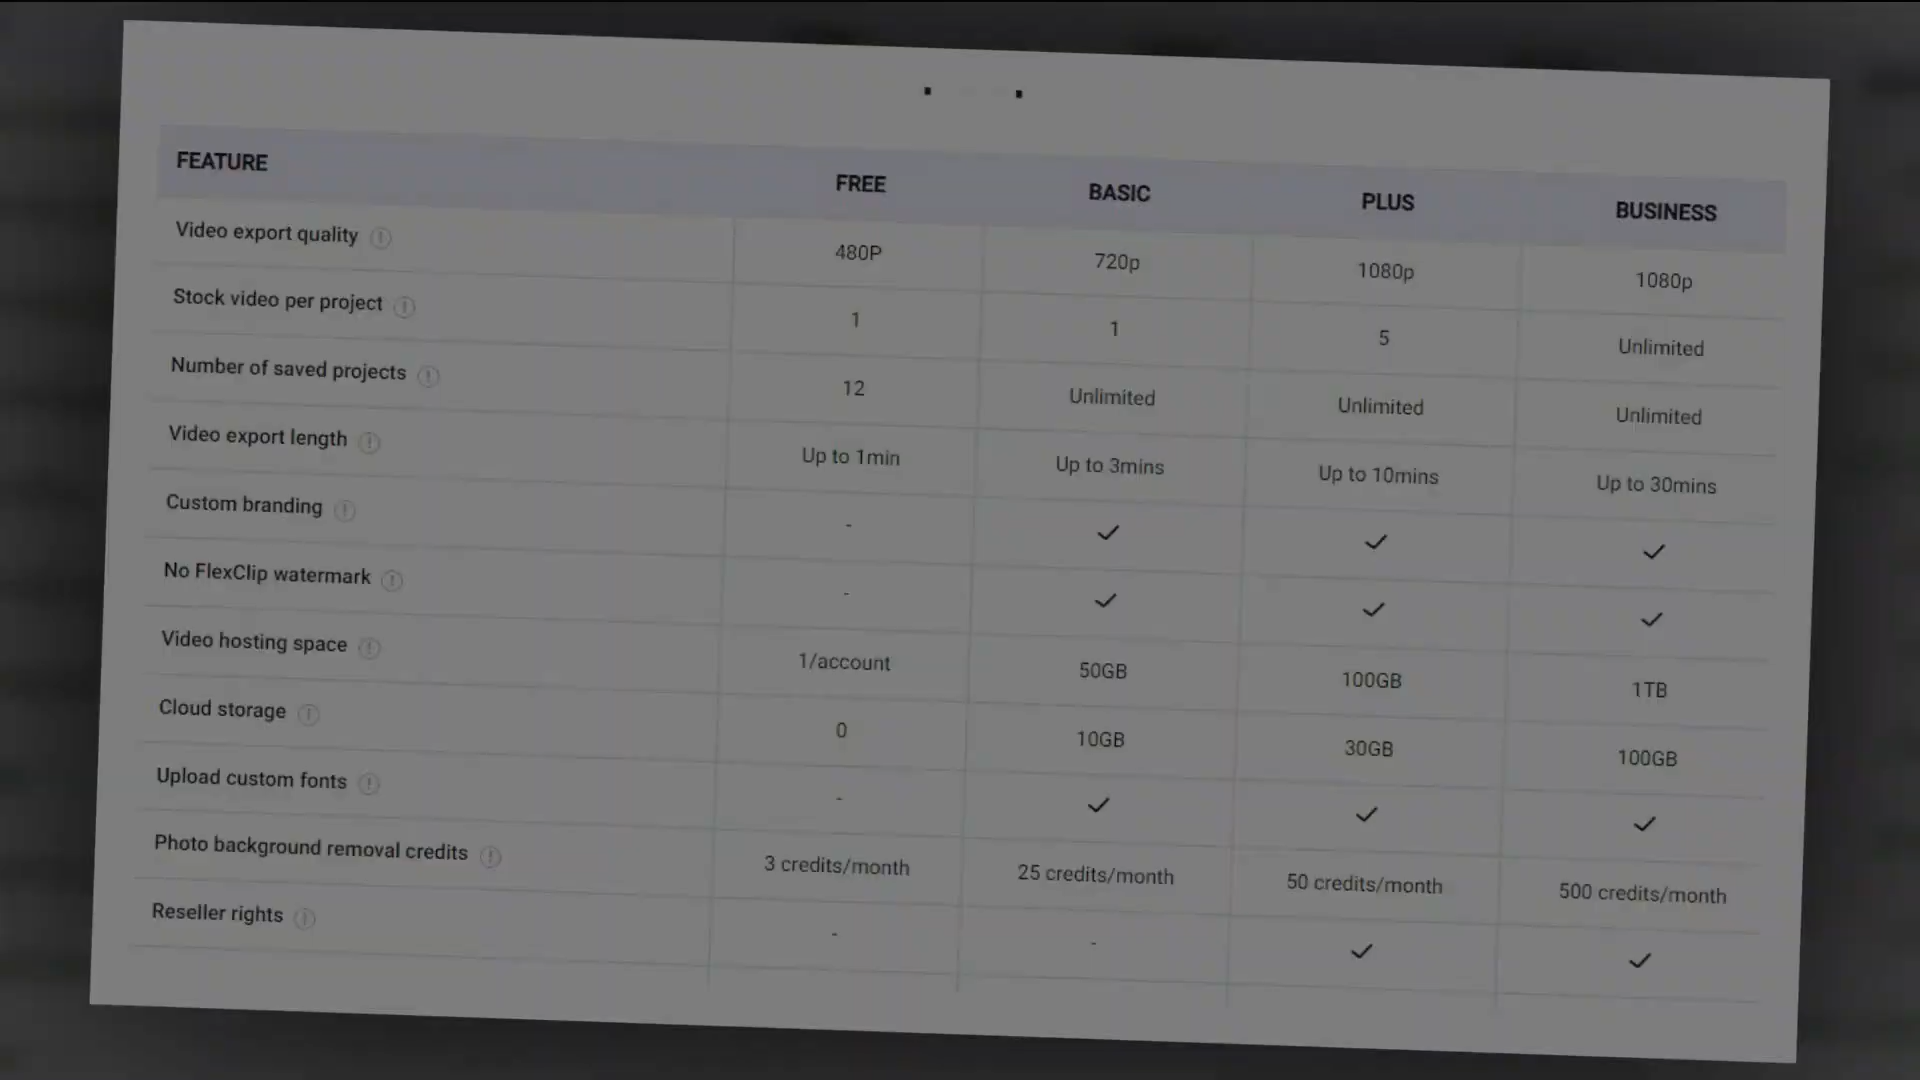 FEATURE FREE BASIC PLUS BUSINESS
Video export quality 480P 720p 1080p 1080p
Stock video per project 1 1 5 Unlimited
Number of saved projects 12 Unlimited Unlimited Unlimited
Video export length Up to 1min Up to 3mins Up to 10mins Up to 30mins
Custom branding - ✓ ✓ ✓
No FlexClip watermark - ✓ ✓ ✓
Video hosting space 1/account 50GB 100GB 1TB
Cloud storage 0 10GB 30GB 100GB
Upload custom fonts - ✓ ✓ ✓
Photo background removal credits 3 credits/month 25 credits/month 50 credits/month 500 credits/month
Reseller rights - - ✓ ✓